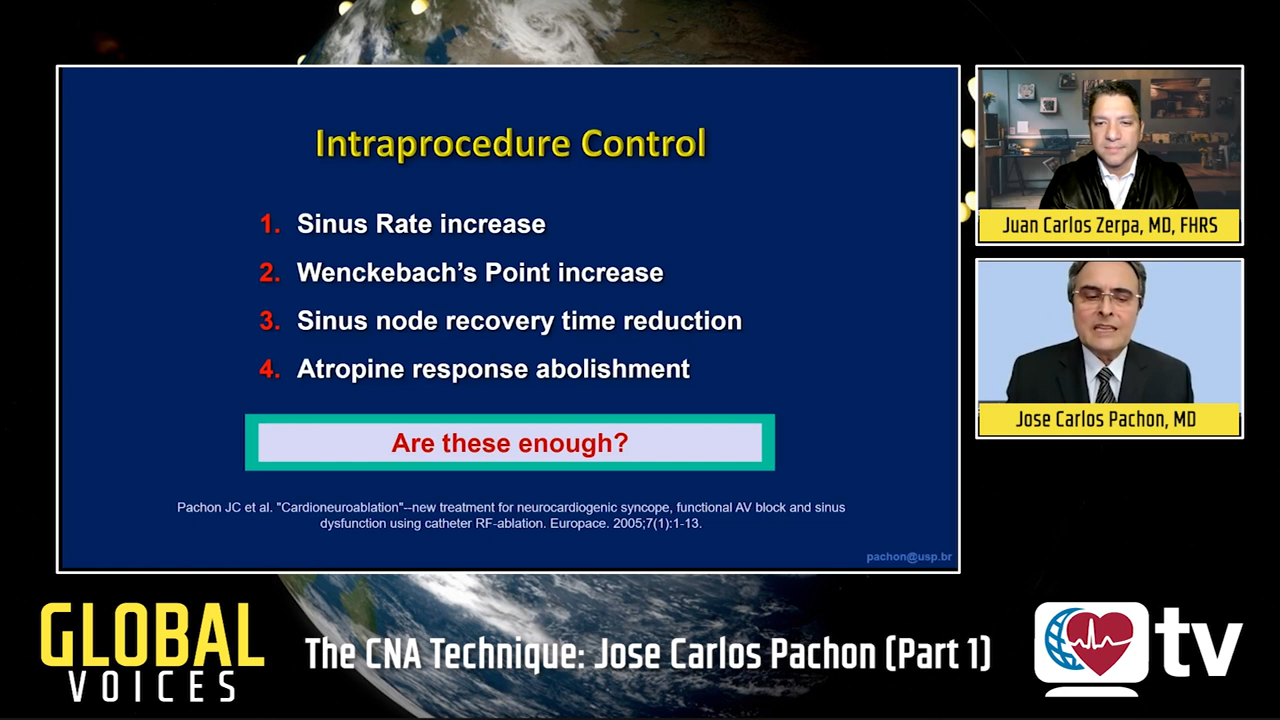 Intraprocedure Control
1. Sinus Rate increase
2. Wenckebach's Point increase
3. Sinus node recovery time reduction
4. Atropine response abolishment
Are these enough?
Pachon JC et al. "Cardioneuroablation"--new treatment for neurocardiogenic syncope, functional AV block and sinus
dysfunction using catheter RF-ablation. Europace. 2005;7(1):1-13.
pachon@usp.br
Juan Carlos Zerpa, MD, FHRS
Jose Carlos Pachon, MD
GLOBAL
VOICES
The CNA Technique: Jose Carlos Pachon (Part 1)
tv